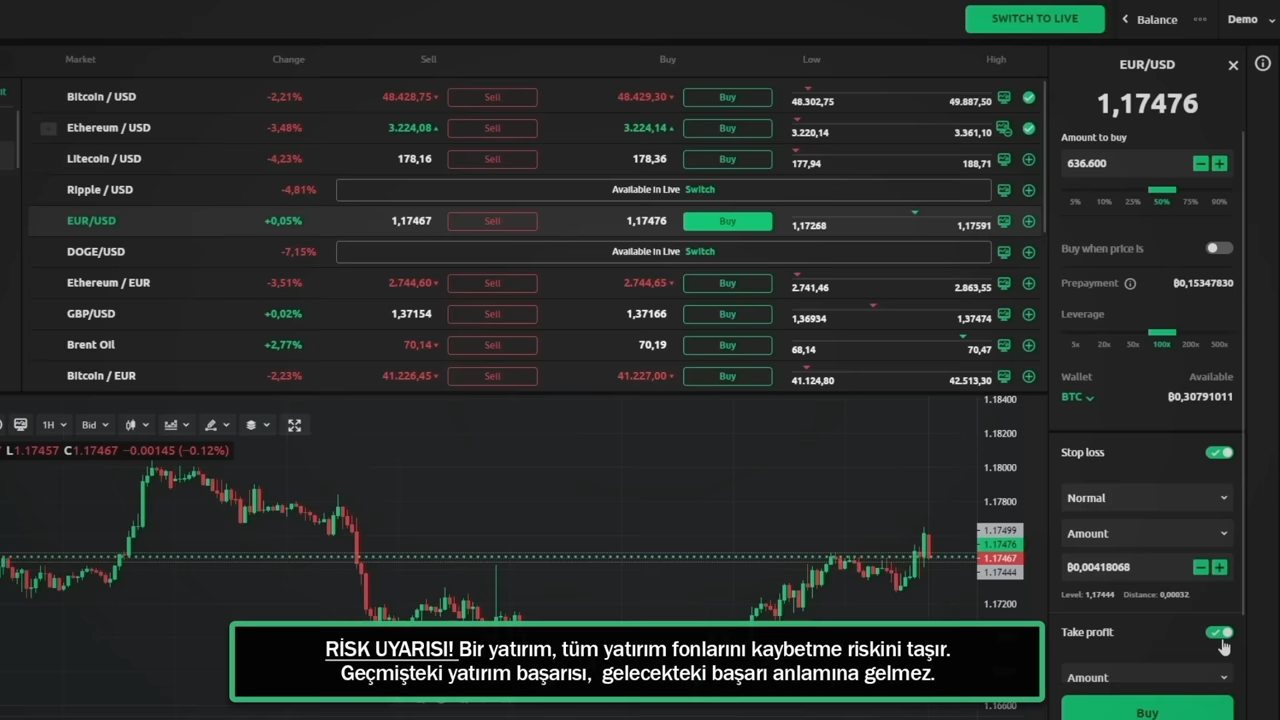 SWITCH TO LIVE
Balance
Demo
Market Change Sell Buy Low High
Bitcoin / USD -2,21% 48.428,75 Sell 48.429,30 Buy 48.302,75 49.887,50
Ethereum / USD -3,48% 3.224,08 Sell 3.224,14 Buy 3.220,14 3.361,10
Litecoin / USD -4,23% 178,16 Sell 178,36 Buy 177,94 188,71
Ripple / USD -4,81% Available in Live Switch
EUR/USD +0,05% 1,17467 Sell 1,17476 Buy 1,17268 1,17591
DOGE/USD -7,15% Available in Live Switch
Ethereum / EUR -3,51% 2.744,60 Sell 2.744,65 Buy 2.741,46 2.863,55
GBP/USD +0,02% 1,37154 Sell 1,37166 Buy 1,36934 1,37474
Brent Oil +2,77% 70,14 Sell 70,19 Buy 68,14 70,47
Bitcoin / EUR -2,23% 41.226,45 Sell 41.227,00 Buy 41.124,80 42.513,30
1H Bid
L1.17457 C1.17467 −0.00145 (−0.12%)
1.18400
1.18200
1.18000
1.17800
1.17499
1.17476
1.17467
1.17444
1.17200
1.16600
EUR/USD
1,17476
Amount to buy
636.600
5% 10% 25% 50% 75% 90%
Buy when price is
Prepayment ฿0,15347830
Leverage
5x 20x 50x 100x 200x 500x
Wallet Available
BTC ฿0,30791011
Stop loss
Normal
Amount
฿0,00418068
Level: 1,17444 Distance: 0,00032
Take profit
Amount
Buy
RİSK UYARISI! Bir yatırım, tüm yatırım fonlarını kaybetme riskini taşır.
Geçmişteki yatırım başarısı, gelecekteki başarı anlamına gelmez.